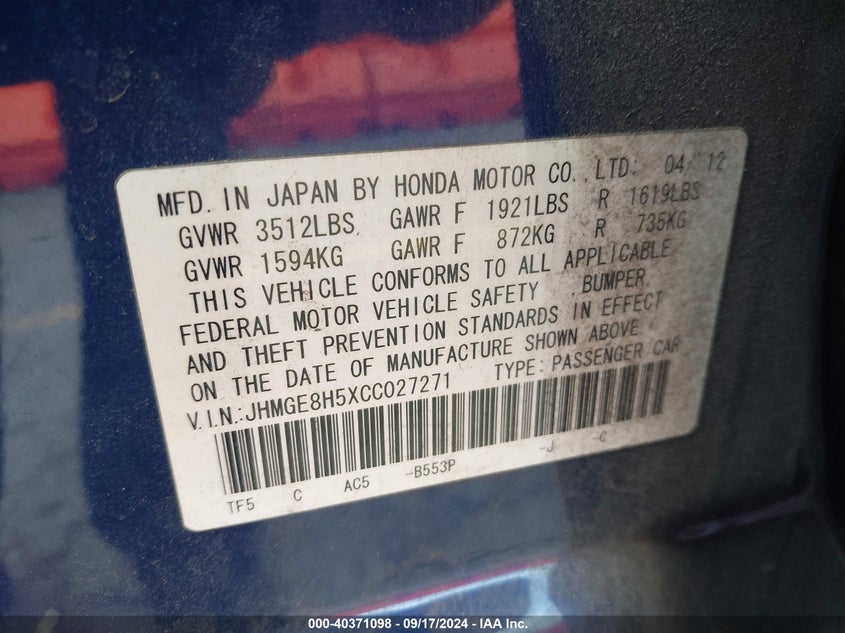 MFD. IN JAPAN BY HONDA MOTOR CO.,LTD. 04 12
GVWR 3512LBS GAWR F 1921LBS R 1619LBS
GVWR 1594KG GAWR F 872KG R 735KG
THIS VEHICLE CONFORMS TO ALL APPLICABLE
FEDERAL MOTOR VEHICLE SAFETY ,BUMPER
AND THEFT PREVENTION STANDARDS IN EFFECT
ON THE DATE OF MANUFACTURE SHOWN ABOVE.
V.I.N.:JHMGE8H5XCC027271 TYPE:PASSENGER CAR
TF5 C AC5 -B553P -J -C
000-40371098 - 09/17/2024 - IAA Inc.